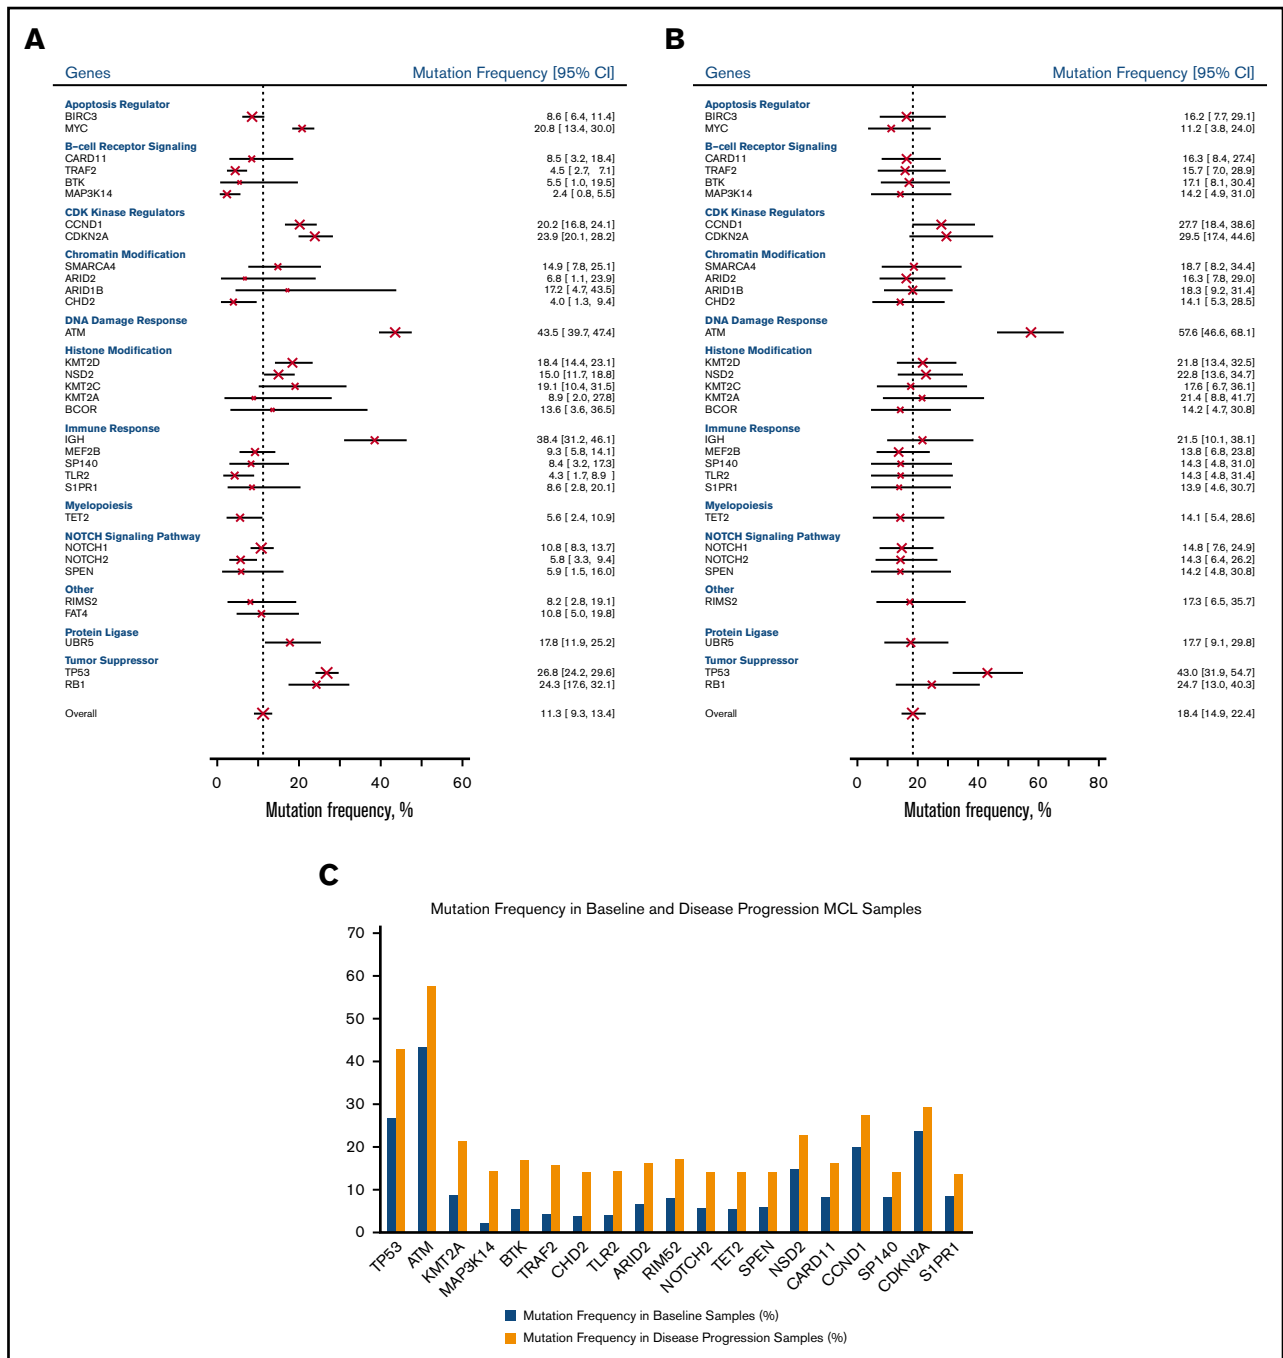 A
Genes Mutation Frequency [95% CI]
Apoptosis Regulator
BIRC3 8.6 [ 6.4, 11.4]
MYC 20.8 [ 13.4, 30.0]
B-cell Receptor Signaling
CARD11 8.5 [ 3.2, 18.4]
TRAF2 4.5 [ 2.7, 7.1]
BTK 5.5 [ 1.0, 19.5]
MAP3K14 2.4 [ 0.8, 5.5]
CDK Kinase Regulators
CCND1 20.2 [16.8, 24.1]
CDKN2A 23.9 [20.1, 28.2]
Chromatin Modification
SMARCA4 14.9 [ 7.8, 25.1]
ARID2 6.8 [ 1.1, 23.9]
ARID1B 17.2 [ 4.7, 43.5]
CHD2 4.0 [ 1.3, 9.4]
DNA Damage Response
ATM 43.5 [ 39.7, 47.4]
Histone Modification
KMT2D 18.4 [ 14.4, 23.1]
NSD2 15.0 [11.7, 18.8]
KMT2C 19.1 [10.4, 31.5]
KMT2A 8.9 [ 2.0, 27.8]
BCOR 13.6 [ 3.6, 36.5]
Immune Response
IGH 38.4 [31.2, 46.1]
MEF2B 9.3 [ 5.8, 14.1]
SP140 8.4 [ 3.2, 17.3]
TLR2 4.3 [ 1.7, 8.9 ]
S1PR1 8.6 [ 2.8, 20.1]
Myelopoiesis
TET2 5.6 [ 2.4, 10.9]
NOTCH Signaling Pathway
NOTCH1 10.8 [ 8.3, 13.7]
NOTCH2 5.8 [ 3.3, 9.4]
SPEN 5.9 [ 1.5, 16.0]
Other
RIMS2 8.2 [ 2.8, 19.1]
FAT4 10.8 [ 5.0, 19.8]
Protein Ligase
UBR5 17.8 [11.9, 25.2]
Tumor Suppressor
TP53 26.8 [24.2, 29.6]
RB1 24.3 [17.6, 32.1]
Overall 11.3 [ 9.3, 13.4]
0 20 40 60
Mutation frequency, %
B
Genes Mutation Frequency [95% CI]
Apoptosis Regulator
BIRC3 16.2 [ 7.7, 29.1]
MYC 11.2 [ 3.8, 24.0]
B-cell Receptor Signaling
CARD11 16.3 [ 8.4, 27.4]
TRAF2 15.7 [ 7.0, 28.9]
BTK 17.1 [ 8.1, 30.4]
MAP3K14 14.2 [ 4.9, 31.0]
CDK Kinase Regulators
CCND1 27.7 [18.4, 38.6]
CDKN2A 29.5 [17.4, 44.6]
Chromatin Modification
SMARCA4 18.7 [ 8.2, 34.4]
ARID2 16.3 [ 7.8, 29.0]
ARID1B 18.3 [ 9.2, 31.4]
CHD2 14.1 [ 5.3, 28.5]
DNA Damage Response
ATM 57.6 [46.6, 68.1]
Histone Modification
KMT2D 21.8 [13.4, 32.5]
NSD2 22.8 [13.6, 34.7]
KMT2C 17.6 [ 6.7, 36.1]
KMT2A 21.4 [ 8.8, 41.7]
BCOR 14.2 [ 4.7, 30.8]
Immune Response
IGH 21.5 [10.1, 38.1]
MEF2B 13.8 [ 6.8, 23.8]
SP140 14.3 [ 4.8, 31.0]
TLR2 14.3 [ 4.8, 31.4]
S1PR1 13.9 [ 4.6, 30.7]
Myelopoiesis
TET2 14.1 [ 5.4, 28.6]
NOTCH Signaling Pathway
NOTCH1 14.8 [ 7.6, 24.9]
NOTCH2 14.3 [ 6.4, 26.2]
SPEN 14.2 [ 4.8, 30.8]
Other
RIMS2 17.3 [ 6.5, 35.7]
Protein Ligase
UBR5 17.7 [ 9.1, 29.8]
Tumor Suppressor
TP53 43.0 [31.9, 54.7]
RB1 24.7 [13.0, 40.3]
Overall 18.4 [14.9, 22.4]
0 20 40 60 80
Mutation frequency, %
C
Mutation Frequency in Baseline and Disease Progression MCL Samples
70
60
50
40
30
20
10
0
TP53 ATM KMT2A MAP3K14 BTK TRAF2 CHD2 TLR2 ARID2 RIM52 NOTCH2 TET2 SPEN NSD2 CARD11 CCND1 SP140 CDKN2A S1PR1
Mutation Frequency in Baseline Samples (%)
Mutation Frequency in Disease Progression Samples (%)